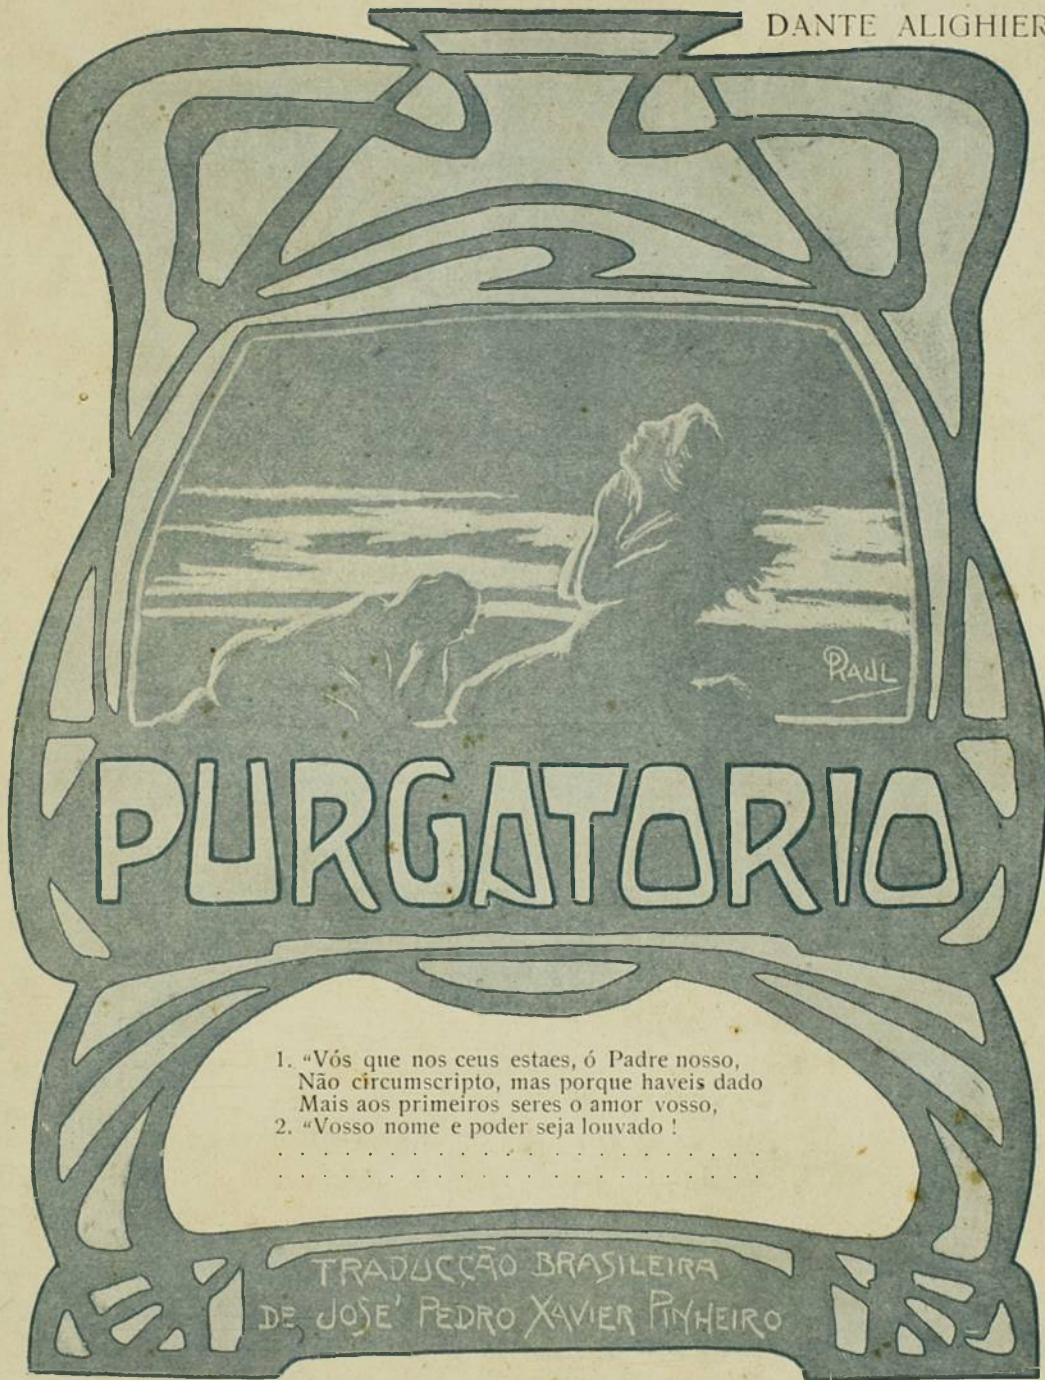 DANTE ALIGHIER
RAUL
PURGATORIO
1. “Vós que nos ceus estaes, ó Padre nosso,
Não circumscripto, mas porque haveis dado
Mais aos primeiros seres o amor vosso,
2. “Vosso nome e poder seja louvado !
. . . . . . . . . . . . . . . . . . . . . .
. . . . . . . . . . . . . . . . . . . . . .
TRADUCÇÃO BRASILEIRA
DE JOSE' PEDRO XAVIER PINHEIRO